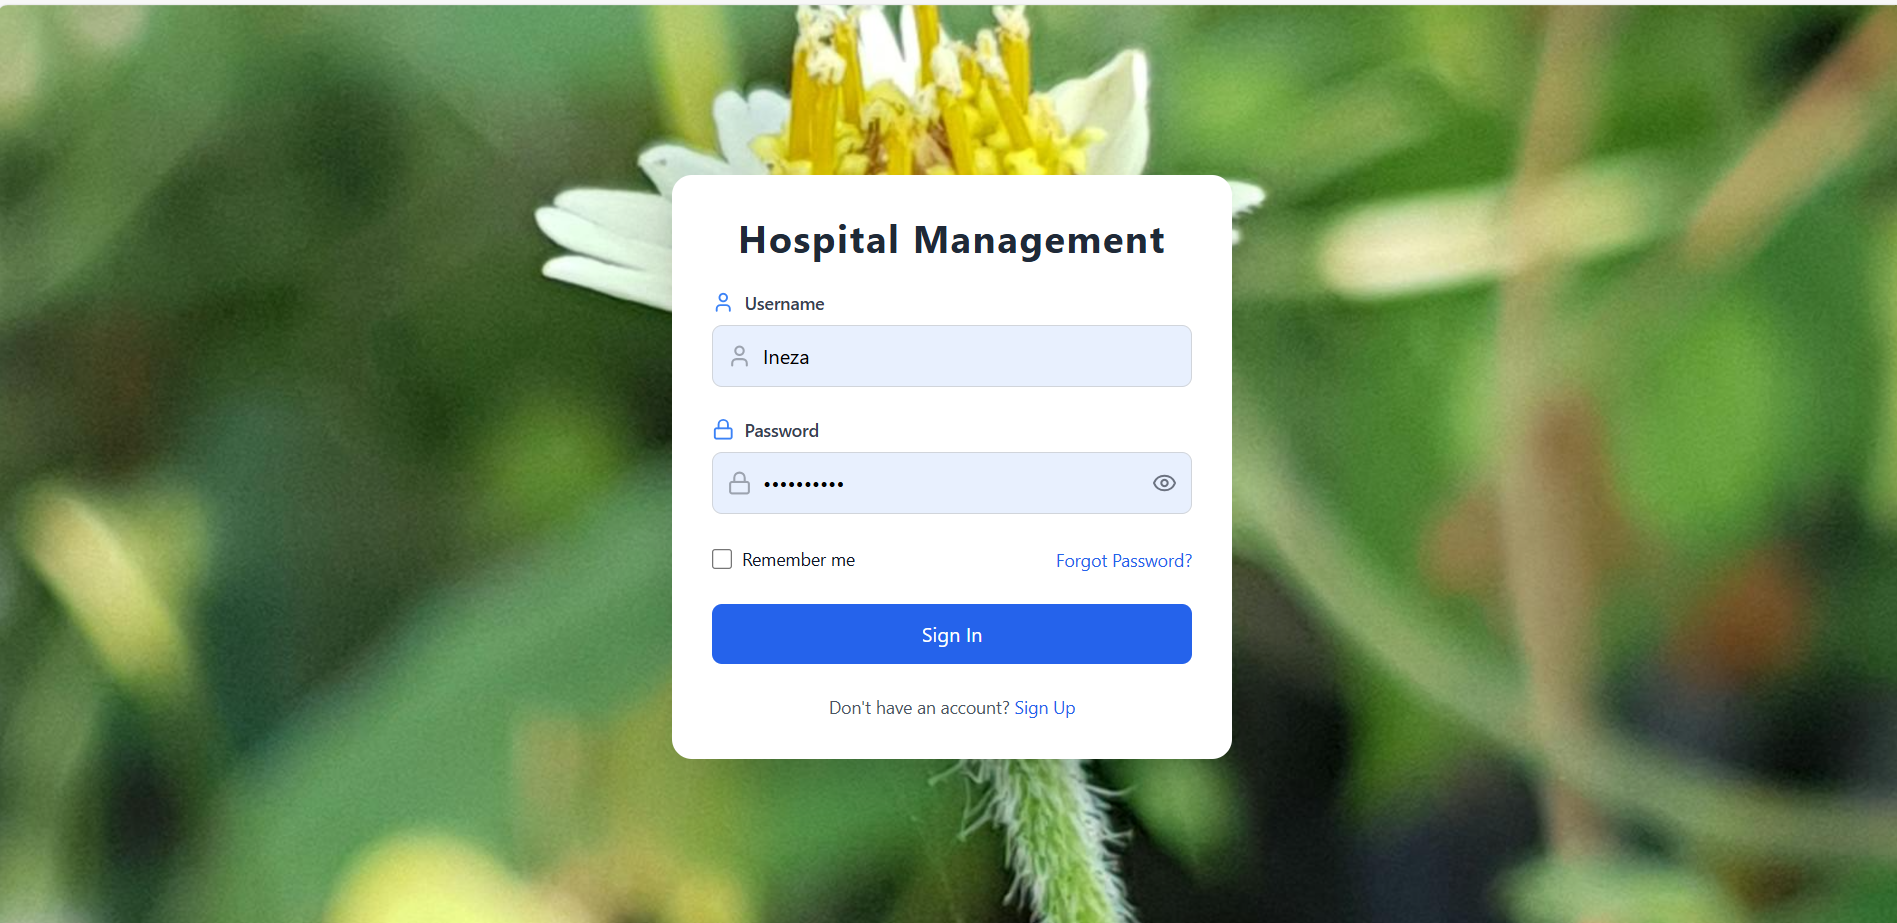 Hospital Management
Username
Ineza
Password
••••••••••
Remember me
Forgot Password?
Sign In
Don't have an account? Sign Up